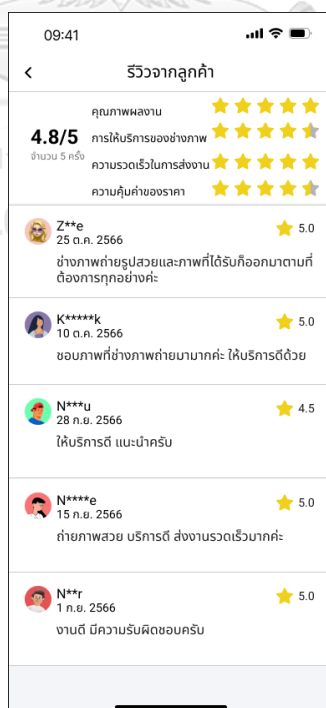 09:41
รีวิวจากลูกค้า
คุณภาพผลงาน
4.8/5
การให้บริการของช่างภาพ
จำนวน 5 ครั้ง
ความรวดเร็วในการส่งงาน
ความคุ้มค่าของราคา
Z**e
5.0
25 ต.ค. 2566
ช่างภาพถ่ายรูปสวยและภาพที่ได้รับก็ออกมาตามที่
ต้องการทุกอย่างค่ะ
K*****k
5.0
10 ต.ค. 2566
ชอบภาพที่ช่างภาพถ่ายมามากค่ะ ให้บริการดีด้วย
N***u
4.5
28 ก.ย. 2566
ให้บริการดี แนะนำครับ
N****e
5.0
15 ก.ย. 2566
ถ่ายภาพสวย บริการดี ส่งงานรวดเร็วมากค่ะ
N**r
5.0
1 ก.ย. 2566
งานดี มีความรับผิดชอบครับ